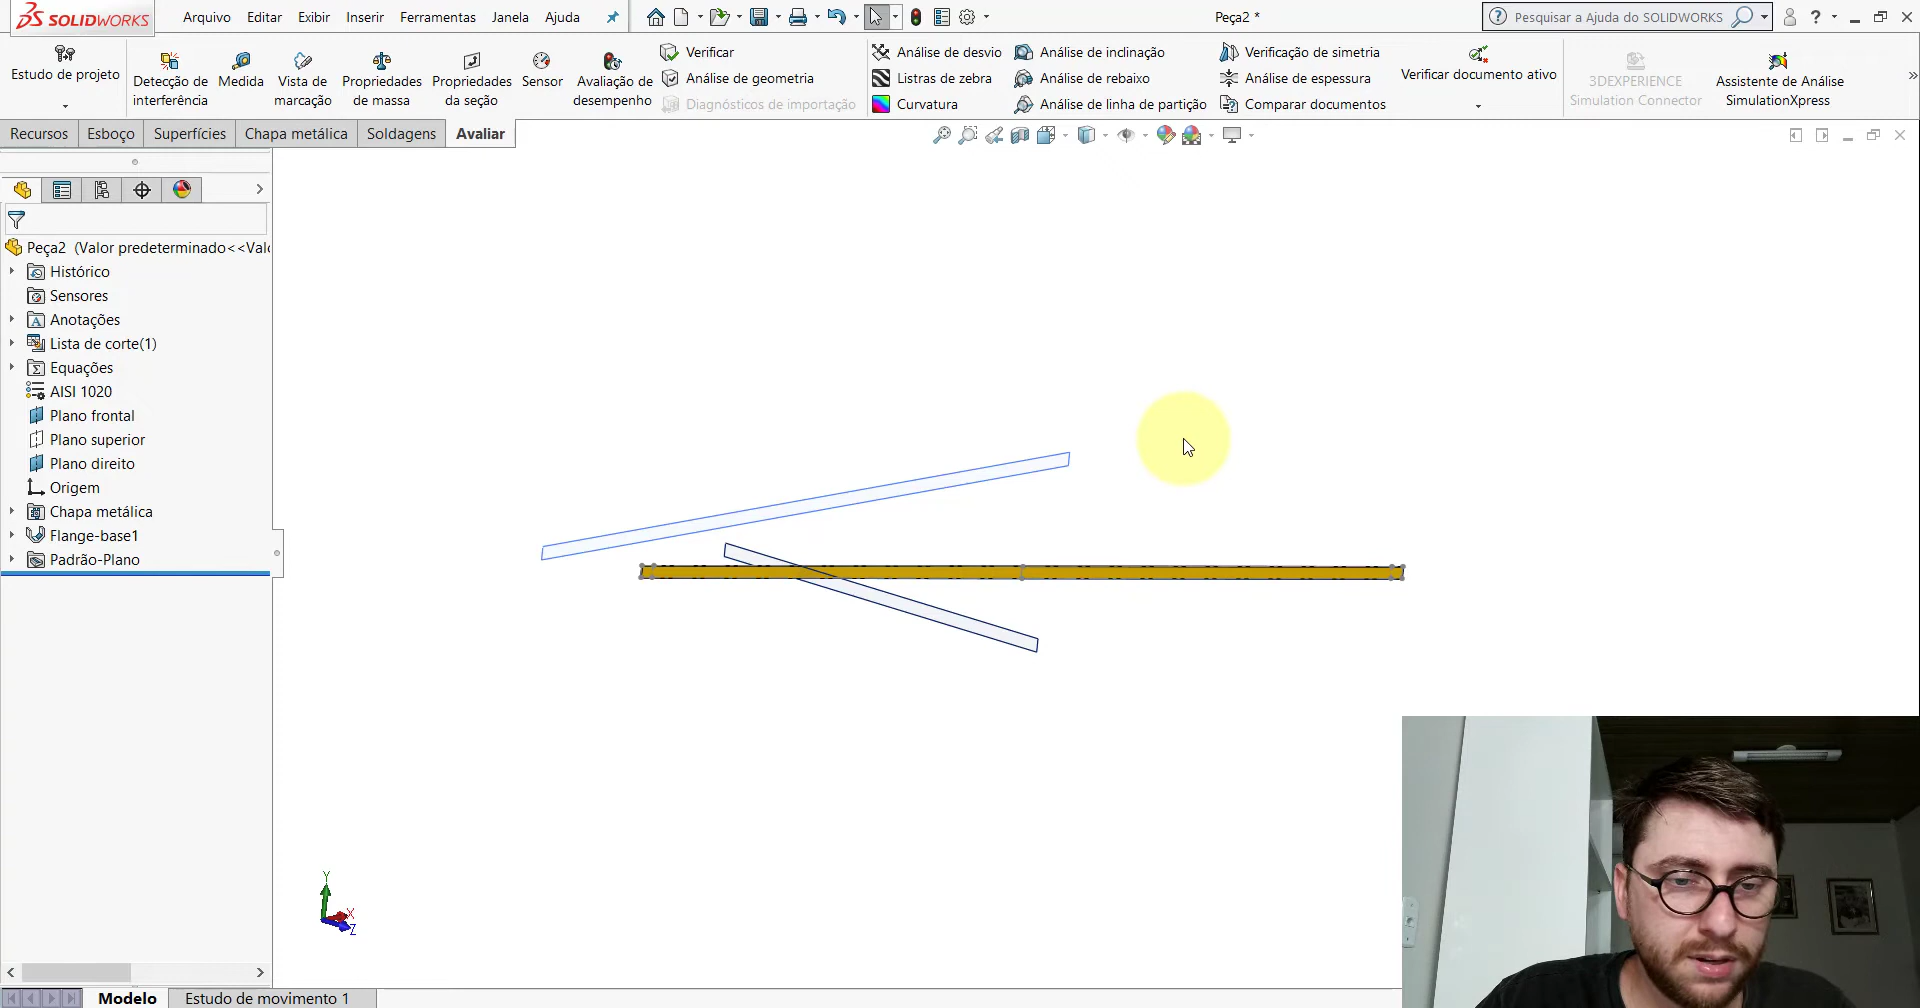 SOLIDWORKS
Arquivo Editar Exibir Inserir Ferramentas Janela Ajuda
Peça2 *
Pesquisar a Ajuda do SOLIDWORKS
?
Estudo de projeto
Detecção de interferência
Medida
Vista de marcação
Propriedades de massa
Propriedades da seção
Sensor
Avaliação de desempenho
Verificar
Análise de geometria
Diagnósticos de importação
Análise de desvio
Listras de zebra
Curvatura
Análise de inclinação
Análise de rebaixo
Análise de linha de partição
Verificação de simetria
Análise de espessura
Comparar documentos
Verificar documento ativo
3DEXPERIENCE Simulation Connector
Assistente de Análise SimulationXpress
Recursos Esboço Superfícies Chapa metálica Soldagens Avaliar
Peça2 (Valor predeterminado<<Valo
Histórico
Sensores
Anotações
Lista de corte(1)
Equações
AISI 1020
Plano frontal
Plano superior
Plano direito
Origem
Chapa metálica
Flange-base1
Padrão-Plano
Y
X
Z
Modelo Estudo de movimento 1